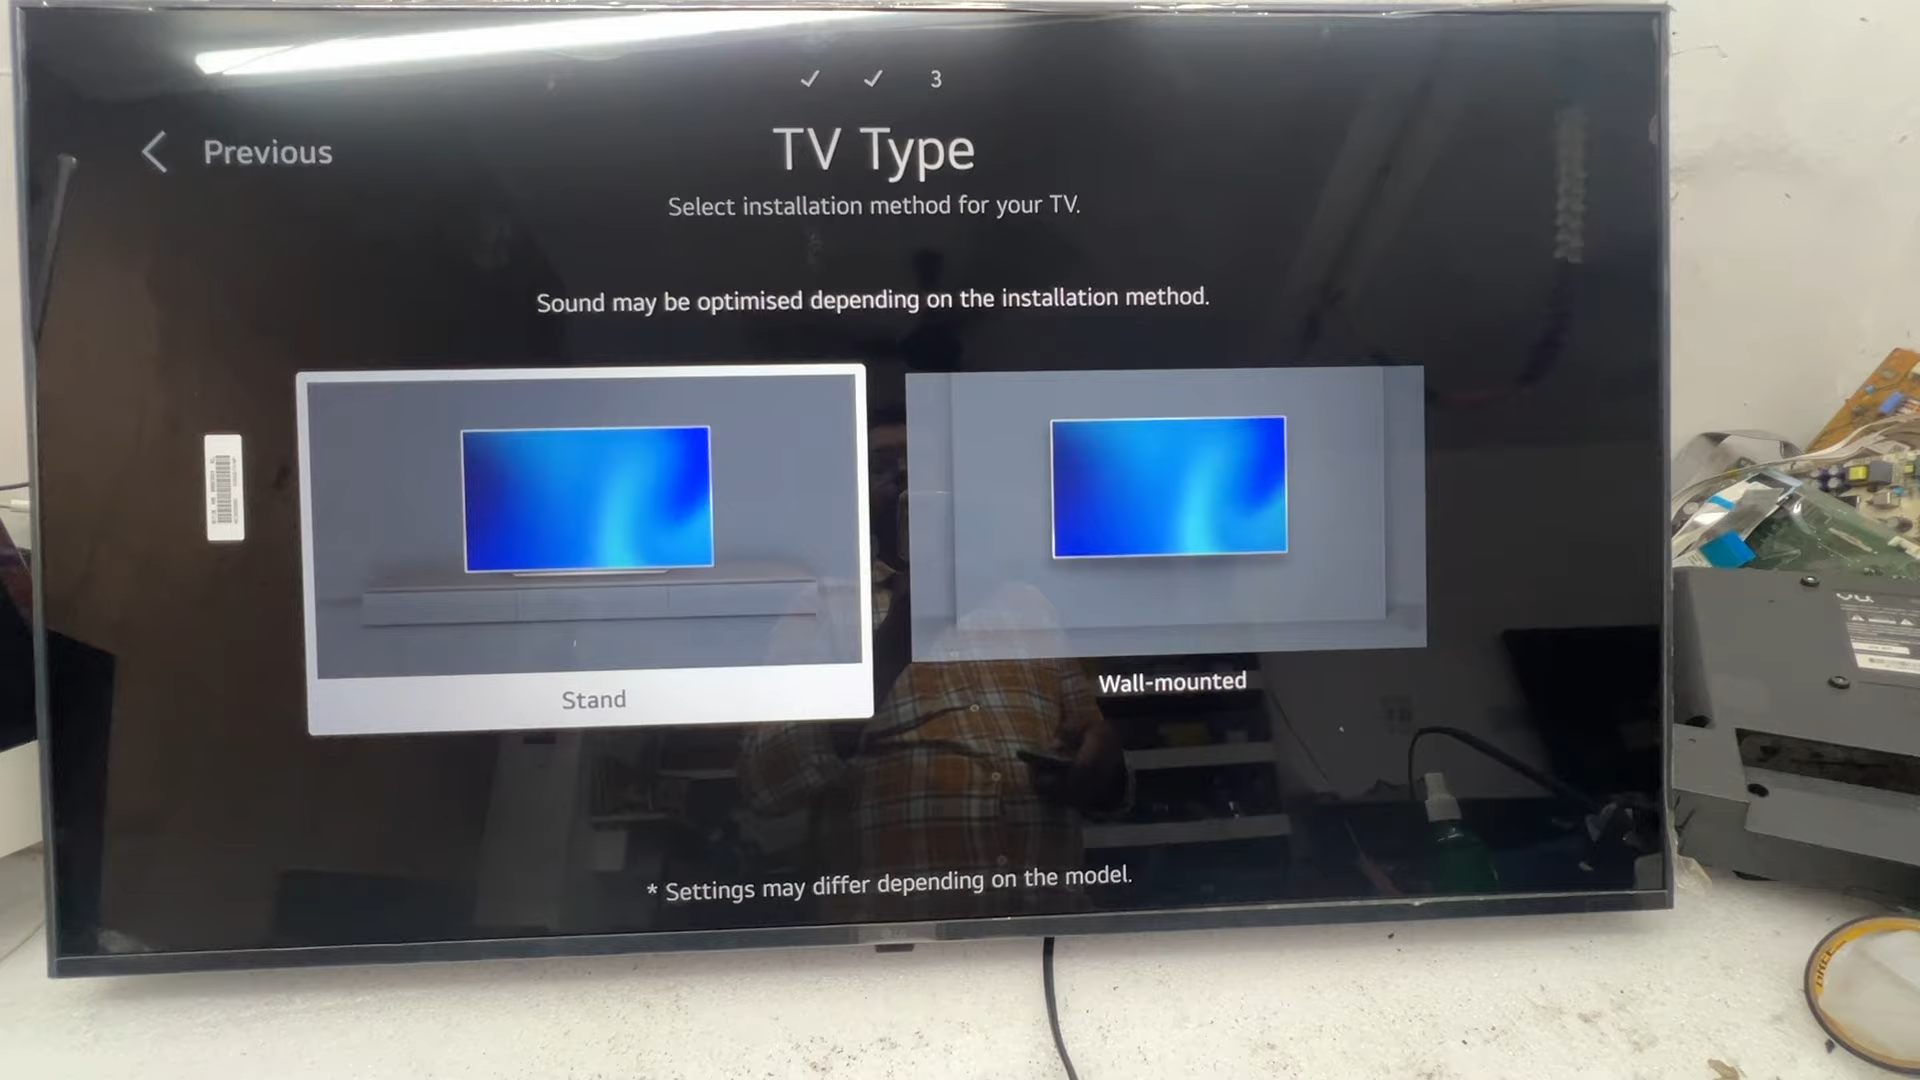 3
Previous
TV Type
Select installation method for your TV.
Sound may be optimised depending on the installation method.
Stand
Wall-mounted
* Settings may differ depending on the model.